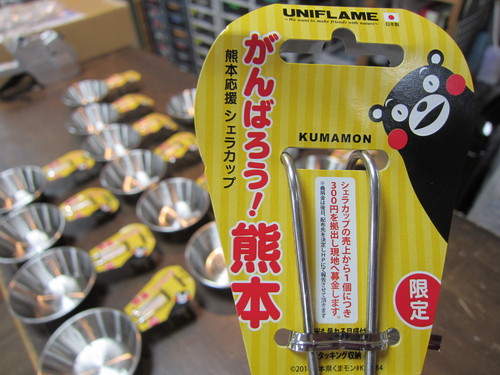 UNIFLAME
We want to make friends with nature
日本製
がんばろう!熊本
熊本応援 シェラカップ
KUMAMON
シェラカップの売上から1個につき
300円を拠出し現地へ募金します。
限定
スタッキング収納